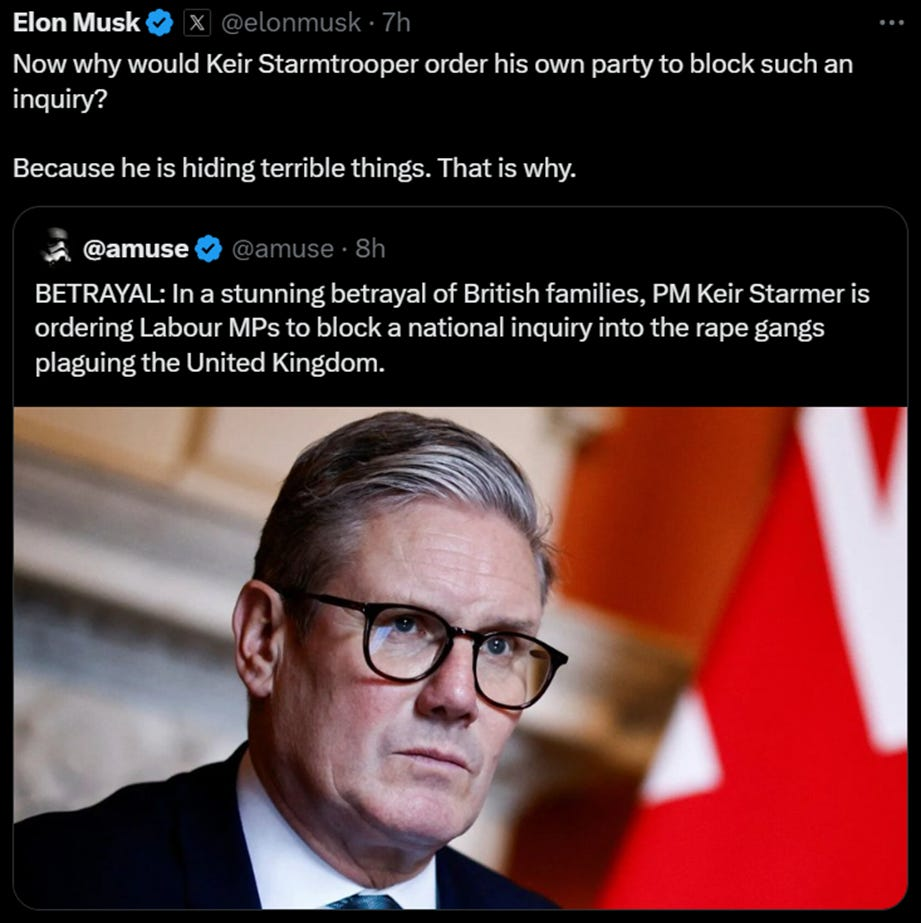 Elon Musk @elonmusk · 7h
Now why would Keir Starmtrooper order his own party to block such an
inquiry?
Because he is hiding terrible things. That is why.
@amuse @amuse · 8h
BETRAYAL: In a stunning betrayal of British families, PM Keir Starmer is
ordering Labour MPs to block a national inquiry into the rape gangs
plaguing the United Kingdom.